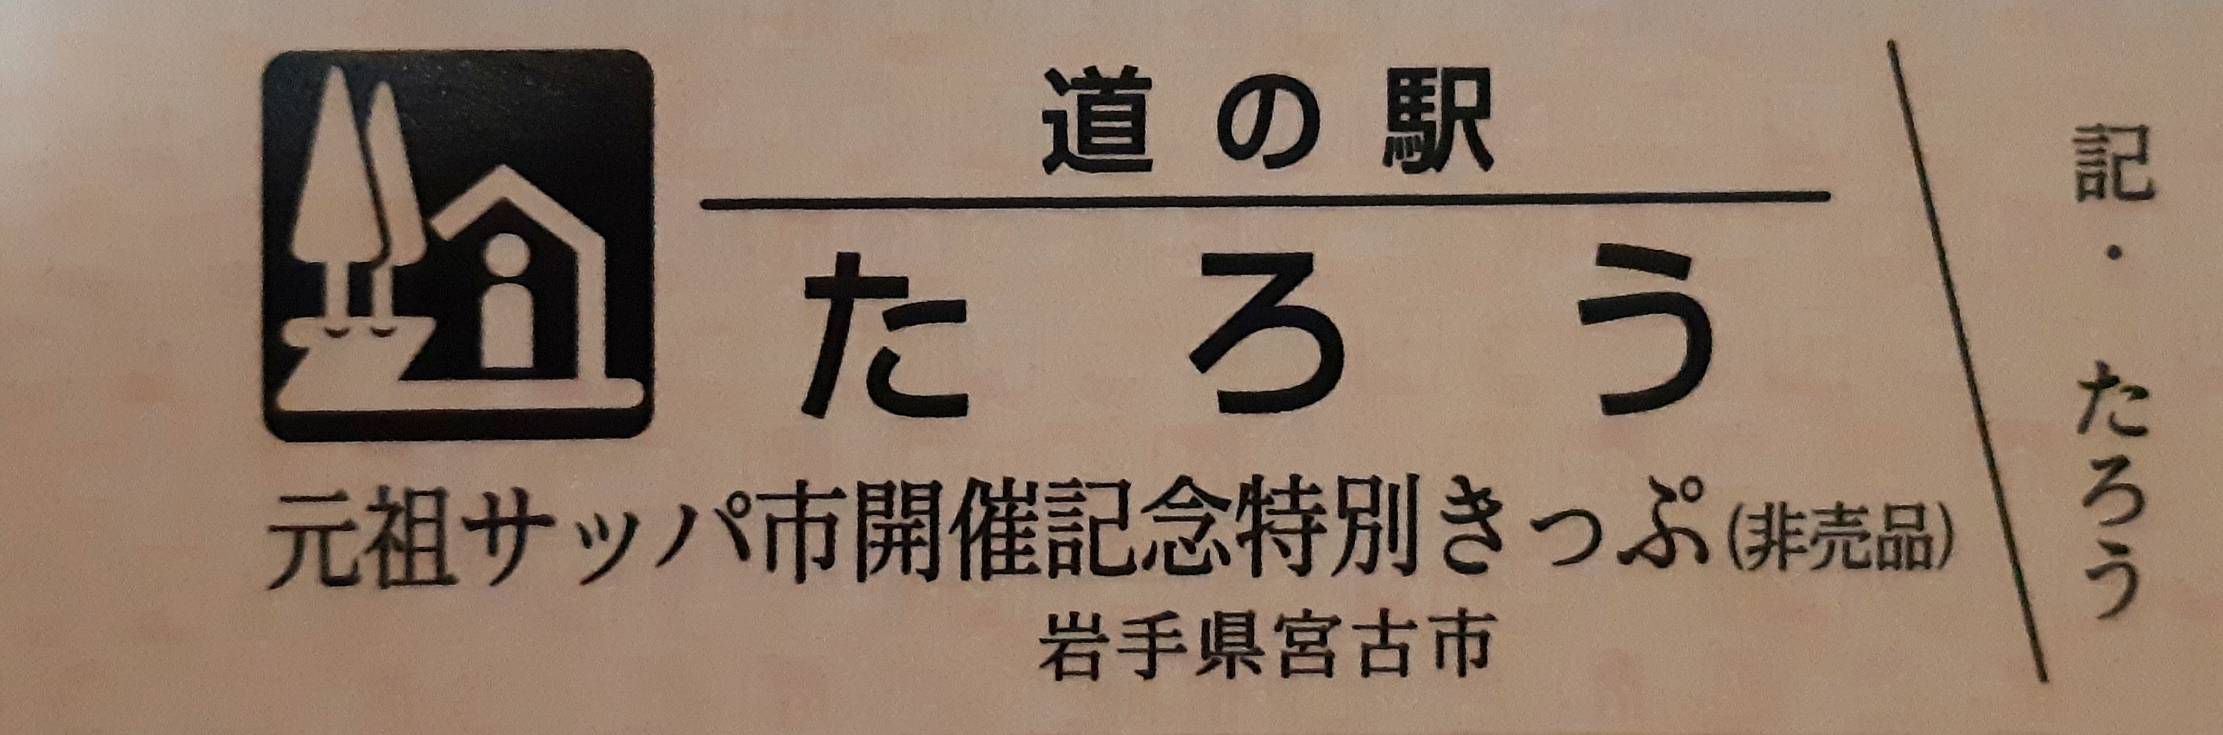 道の駅
たろう
元祖サッパ市開催記念特別きっぷ(非売品)
岩手県宮古市
記・たろう